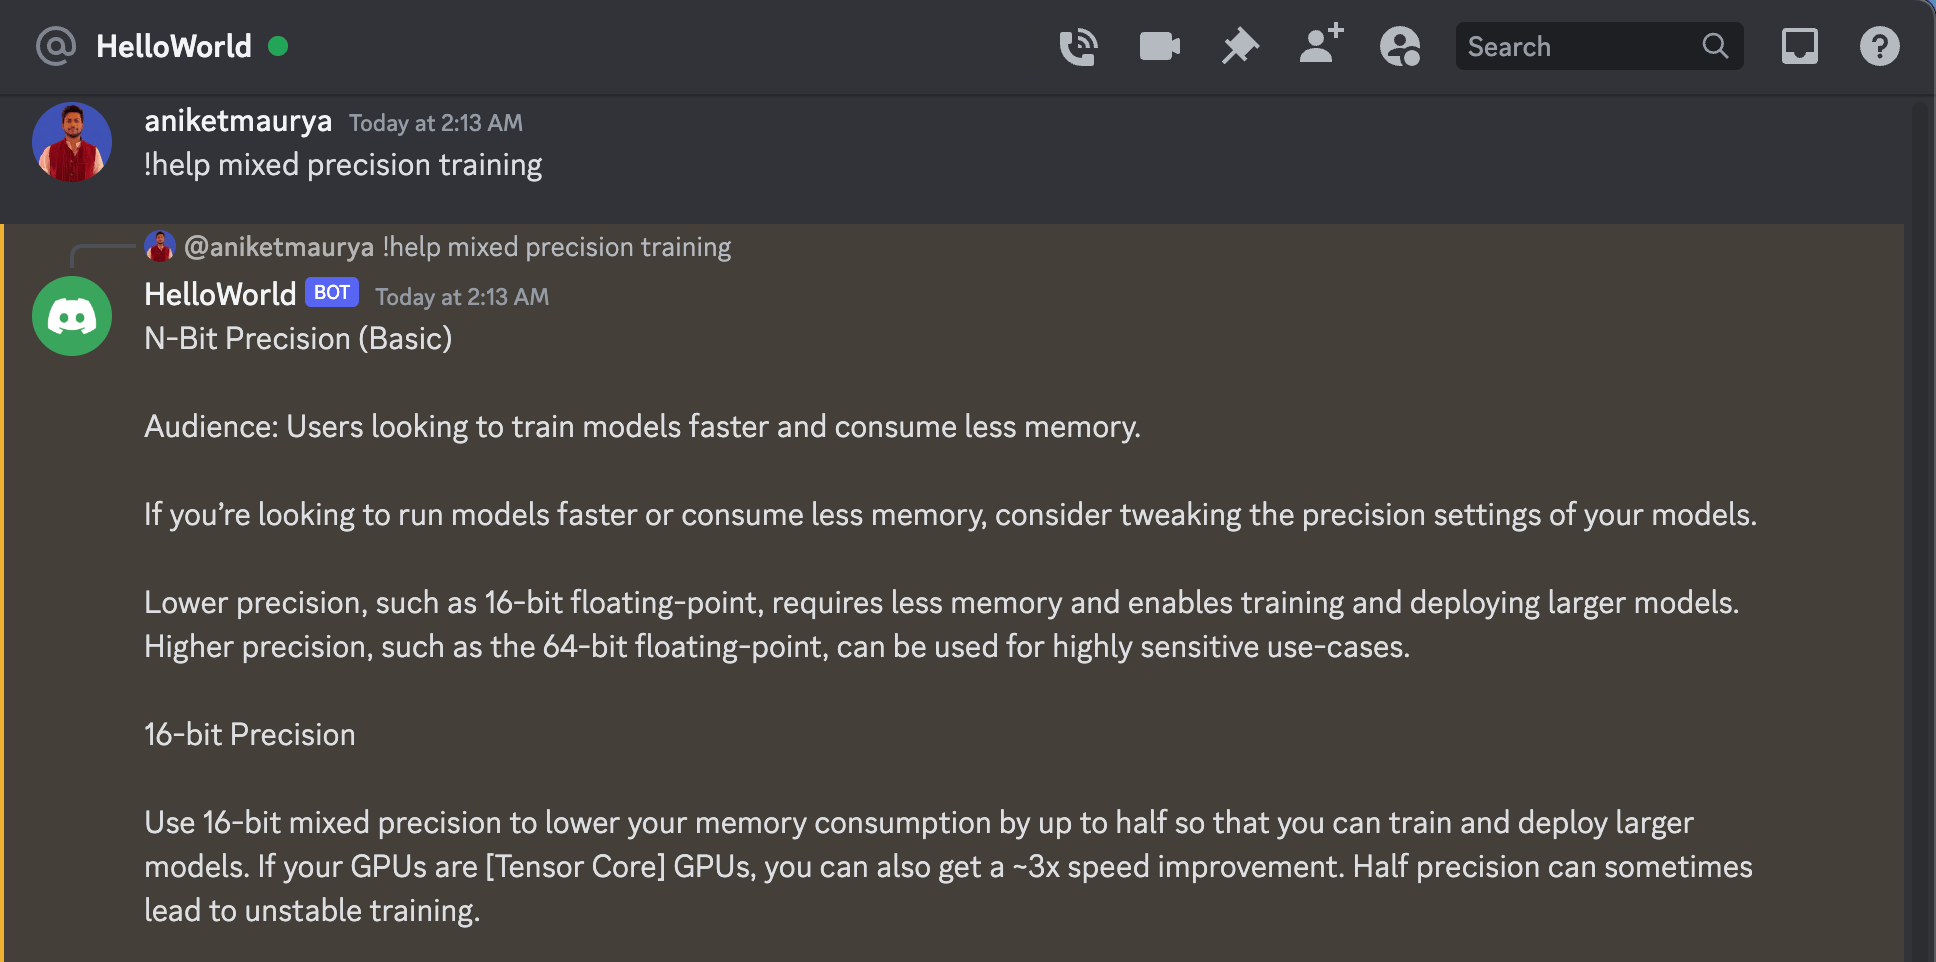 HelloWorld
Search
aniketmaurya Today at 2:13 AM
!help mixed precision training
@aniketmaurya !help mixed precision training
HelloWorld BOT Today at 2:13 AM
N-Bit Precision (Basic)
Audience: Users looking to train models faster and consume less memory.
If you’re looking to run models faster or consume less memory, consider tweaking the precision settings of your models.
Lower precision, such as 16-bit floating-point, requires less memory and enables training and deploying larger models.
Higher precision, such as the 64-bit floating-point, can be used for highly sensitive use-cases.
16-bit Precision
Use 16-bit mixed precision to lower your memory consumption by up to half so that you can train and deploy larger
models. If your GPUs are [Tensor Core] GPUs, you can also get a ~3x speed improvement. Half precision can sometimes
lead to unstable training.